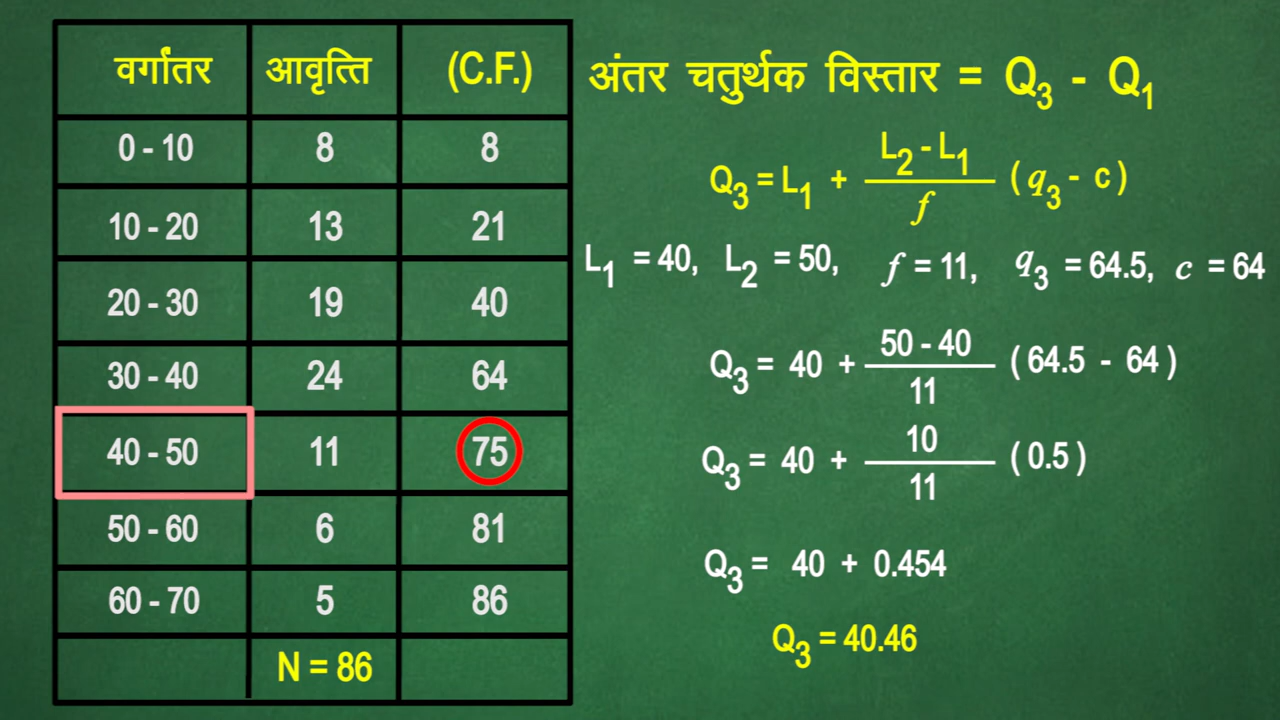 वर्गांतर आवृत्ति (C.F.)
0 - 10 8 8
10 - 20 13 21
20 - 30 19 40
30 - 40 24 64
40 - 50 11 75
50 - 60 6 81
60 - 70 5 86
N = 86
अंतर चतुर्थक विस्तार = Q3 - Q1
Q3 = L1 + L2 - L1 / f ( q3 - c )
L1 = 40, L2 = 50, f = 11, q3 = 64.5, c = 64
Q3 = 40 + 50 - 40 / 11 ( 64.5 - 64 )
Q3 = 40 + 10 / 11 ( 0.5 )
Q3 = 40 + 0.454
Q3 = 40.46